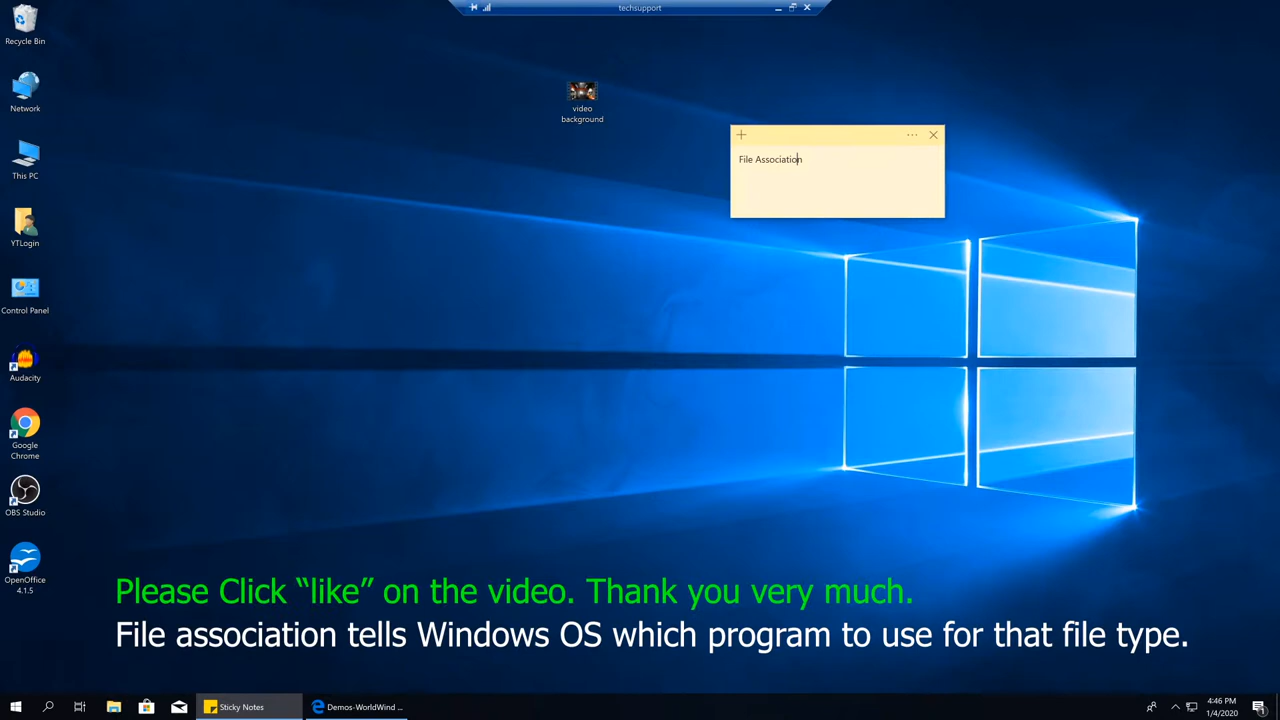 techsupport
Recycle Bin
Network
This PC
YTLogin
Control Panel
Audacity
Google
Chrome
OBS Studio
OpenOffice
4.1.5
video
background
File Association
Please Click “like” on the video. Thank you very much.
File association tells Windows OS which program to use for that file type.
Sticky Notes
Demos-WorldWind ...
4:46 PM
1/4/2020
1